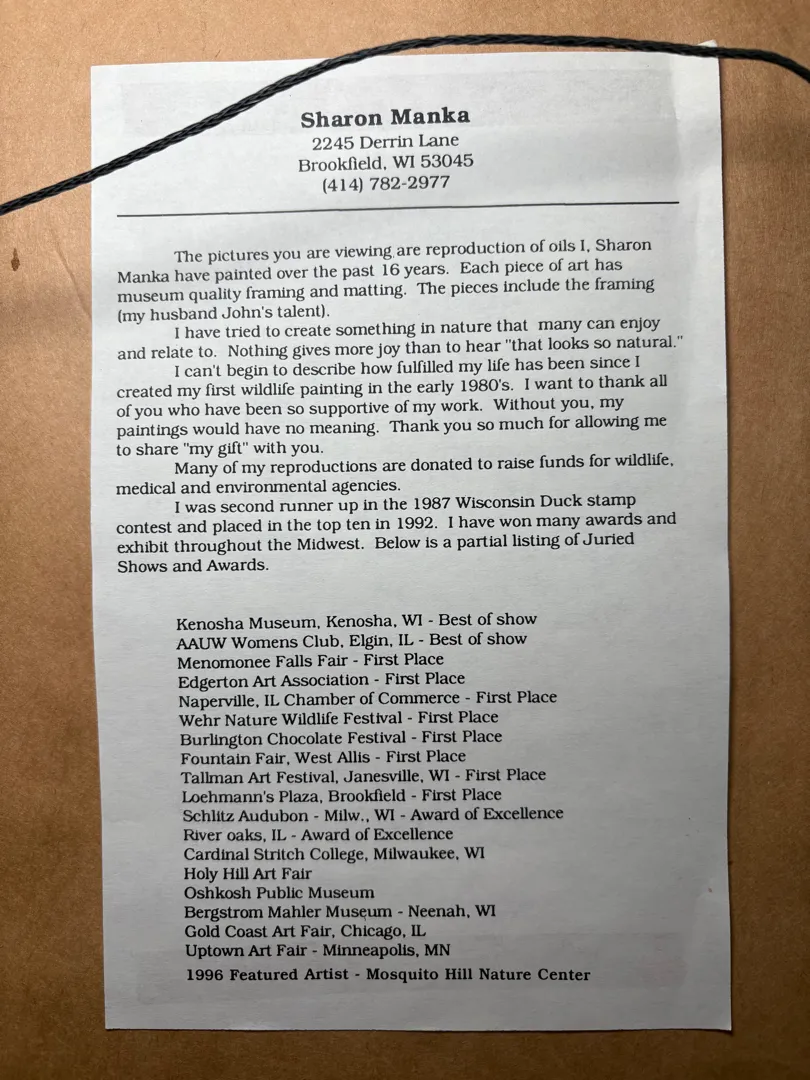 Sharon Manka
2245 Derrin Lane
Brookfield, WI 53045
(414) 782-2977
The pictures you are viewing are reproduction of oils I, Sharon
Manka have painted over the past 16 years. Each piece of art has
museum quality framing and matting. The pieces include the framing
(my husband John's talent).
I have tried to create something in nature that many can enjoy
and relate to. Nothing gives more joy than to hear "that looks so natural."
I can't begin to describe how fulfilled my life has been since I
created my first wildlife painting in the early 1980's. I want to thank all
of you who have been so supportive of my work. Without you, my
paintings would have no meaning. Thank you so much for allowing me
to share "my gift" with you.
Many of my reproductions are donated to raise funds for wildlife,
medical and environmental agencies.
I was second runner up in the 1987 Wisconsin Duck stamp
contest and placed in the top ten in 1992. I have won many awards and
exhibit throughout the Midwest. Below is a partial listing of Juried
Shows and Awards.
Kenosha Museum, Kenosha, WI - Best of show
AAUW Womens Club, Elgin, IL - Best of show
Menomonee Falls Fair - First Place
Edgerton Art Association - First Place
Naperville, IL Chamber of Commerce - First Place
Wehr Nature Wildlife Festival - First Place
Burlington Chocolate Festival - First Place
Fountain Fair, West Allis - First Place
Tallman Art Festival, Janesville, WI - First Place
Loehmann's Plaza, Brookfield - First Place
Schlitz Audubon - Milw., WI - Award of Excellence
River oaks, IL - Award of Excellence
Cardinal Stritch College, Milwaukee, WI
Holy Hill Art Fair
Oshkosh Public Museum
Bergstrom Mahler Museum - Neenah, WI
Gold Coast Art Fair, Chicago, IL
Uptown Art Fair - Minneapolis, MN
1996 Featured Artist - Mosquito Hill Nature Center